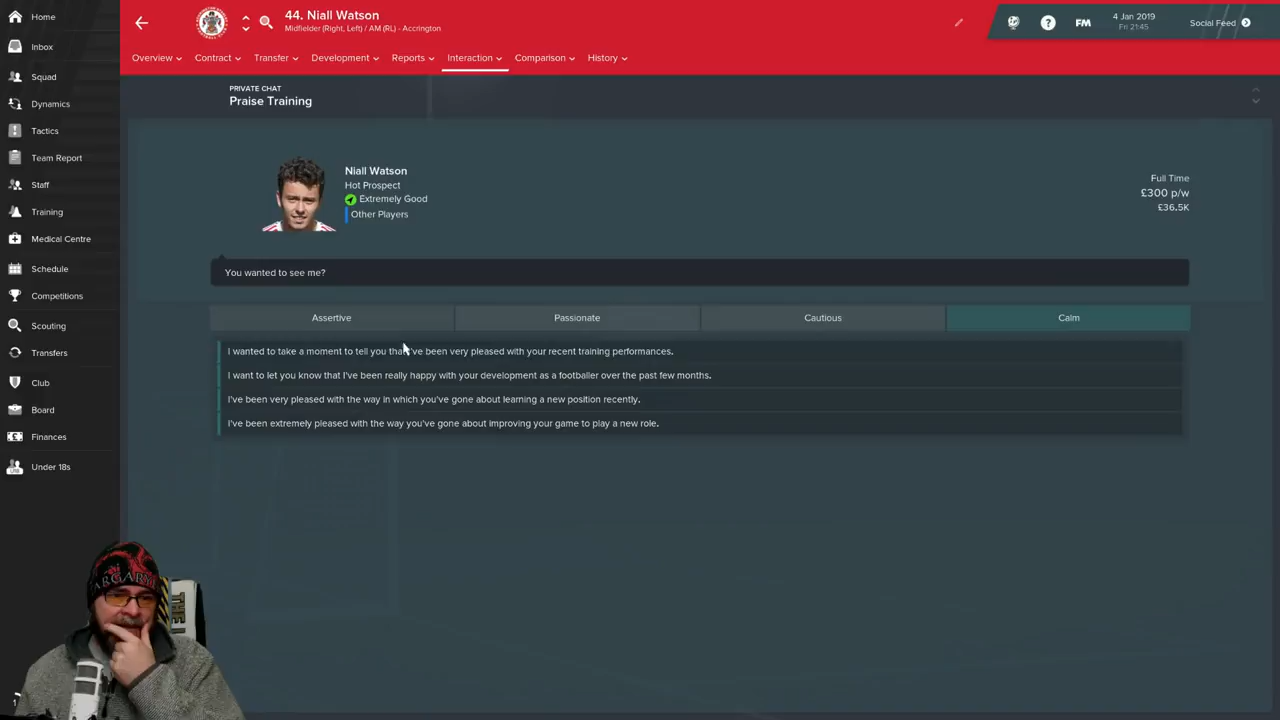 Home
Inbox
Squad
Dynamics
Tactics
Team Report
Staff
Training
Medical Centre
Schedule
Competitions
Scouting
Transfers
Club
Board
Finances
Under 18s
44. Niall Watson
Midfielder (Right, Left) / AM (RL) - Accrington
?
FM
4 Jan 2019
Fri 21:45
Social Feed
Overview
Contract
Transfer
Development
Reports
Interaction
Comparison
History
PRIVATE CHAT
Praise Training
Niall Watson
Hot Prospect
Extremely Good
Other Players
Full Time
£300 p/w
£36.5K
You wanted to see me?
Assertive
Passionate
Cautious
Calm
I wanted to take a moment to tell you that I've been very pleased with your recent training performances.
I want to let you know that I've been really happy with your development as a footballer over the past few months.
I've been very pleased with the way in which you've gone about learning a new position recently.
I've been extremely pleased with the way you've gone about improving your game to play a new role.